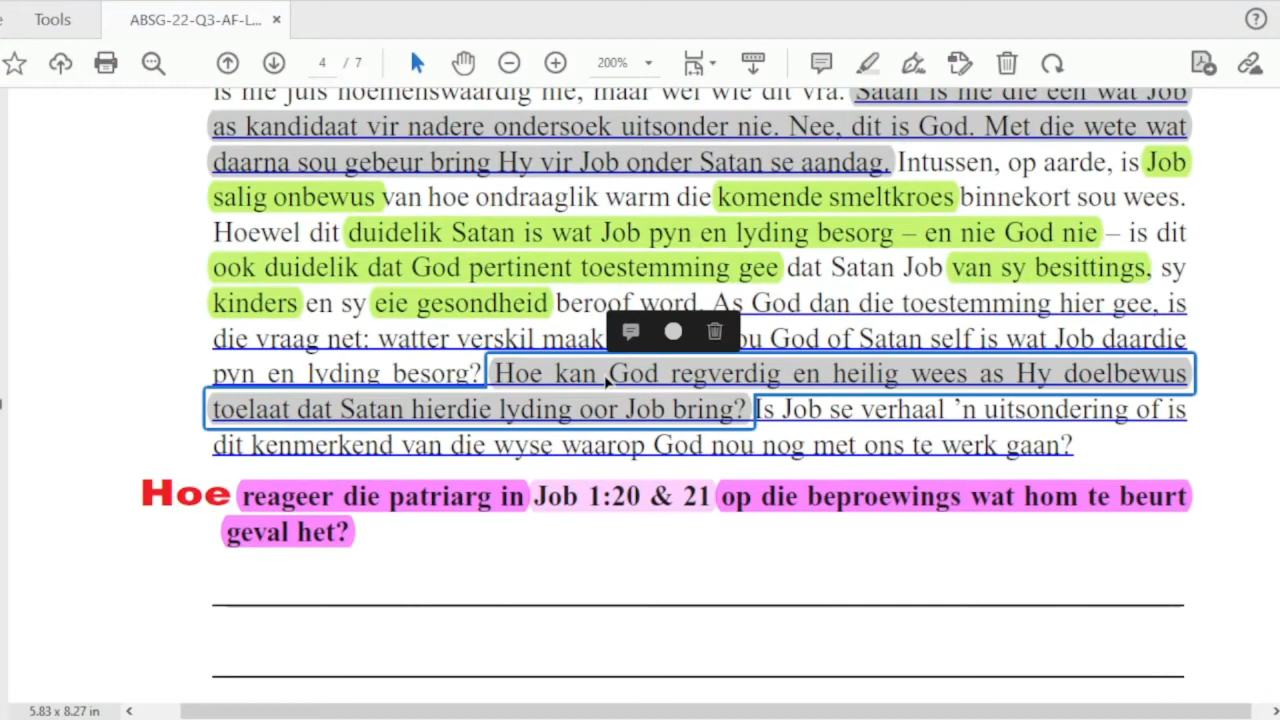 Tools
ABSG-22-Q3-AF-L... ×
4 / 7
200%
is nie juis noemenswaardig nie, maar wel wie dit vra. Satan is nie die een wat Job
as kandidaat vir nadere ondersoek uitsonder nie. Nee, dit is God. Met die wete wat
daarna sou gebeur bring Hy vir Job onder Satan se aandag. Intussen, op aarde, is Job
salig onbewus van hoe ondraaglik warm die komende smeltkroes binnekort sou wees.
Hoewel dit duidelik Satan is wat Job pyn en lyding besorg – en nie God nie – is dit
ook duidelik dat God pertinent toestemming gee dat Satan Job van sy besittings, sy
kinders en sy eie gesondheid beroof word. As God dan die toestemming hier gee, is
die vraag net: watter verskil maak ou God of Satan self is wat Job daardie
pyn en lyding besorg? Hoe kan God regverdig en heilig wees as Hy doelbewus
toelaat dat Satan hierdie lyding oor Job bring? Is Job se verhaal ’n uitsondering of is
dit kenmerkend van die wyse waarop God nou nog met ons te werk gaan?
Hoe reageer die patriarg in Job 1:20 & 21 op die beproewings wat hom te beurt
geval het?
5.83 x 8.27 in